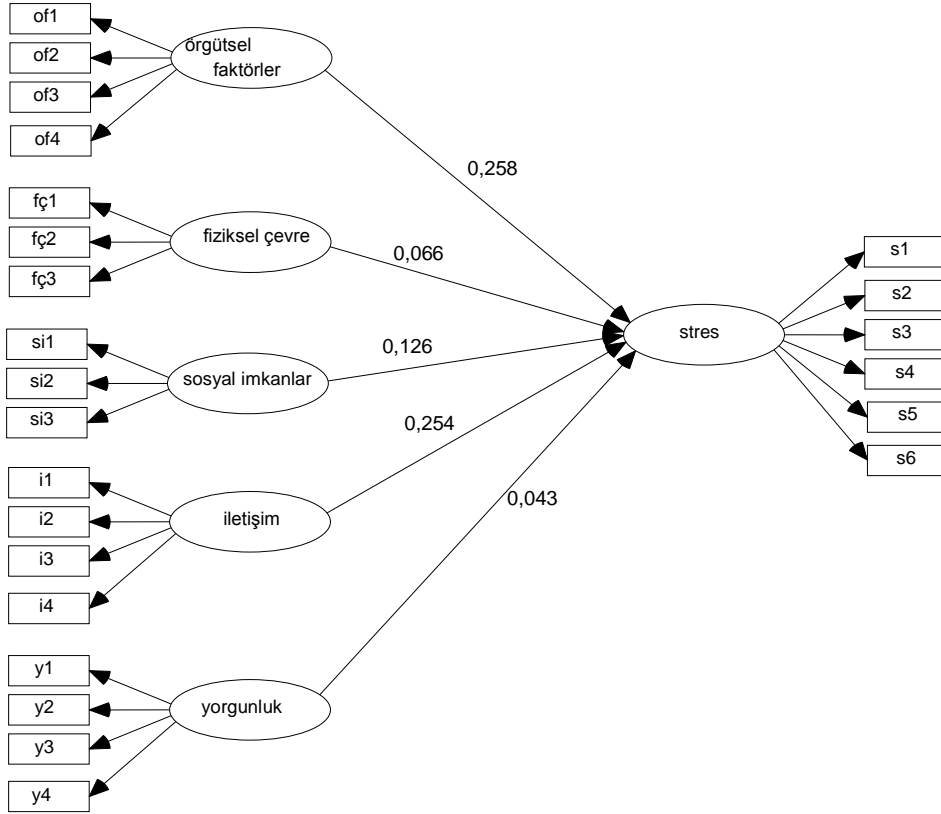 of1
of2
of3
of4
örgütsel
faktörler
0,258
fç1
fç2
fç3
fiziksel çevre
0,066
si1
si2
si3
sosyal imkanlar
0,126
i1
i2
i3
i4
iletişim
0,254
y1
y2
y3
y4
yorgunluk
0,043
stres
s1
s2
s3
s4
s5
s6